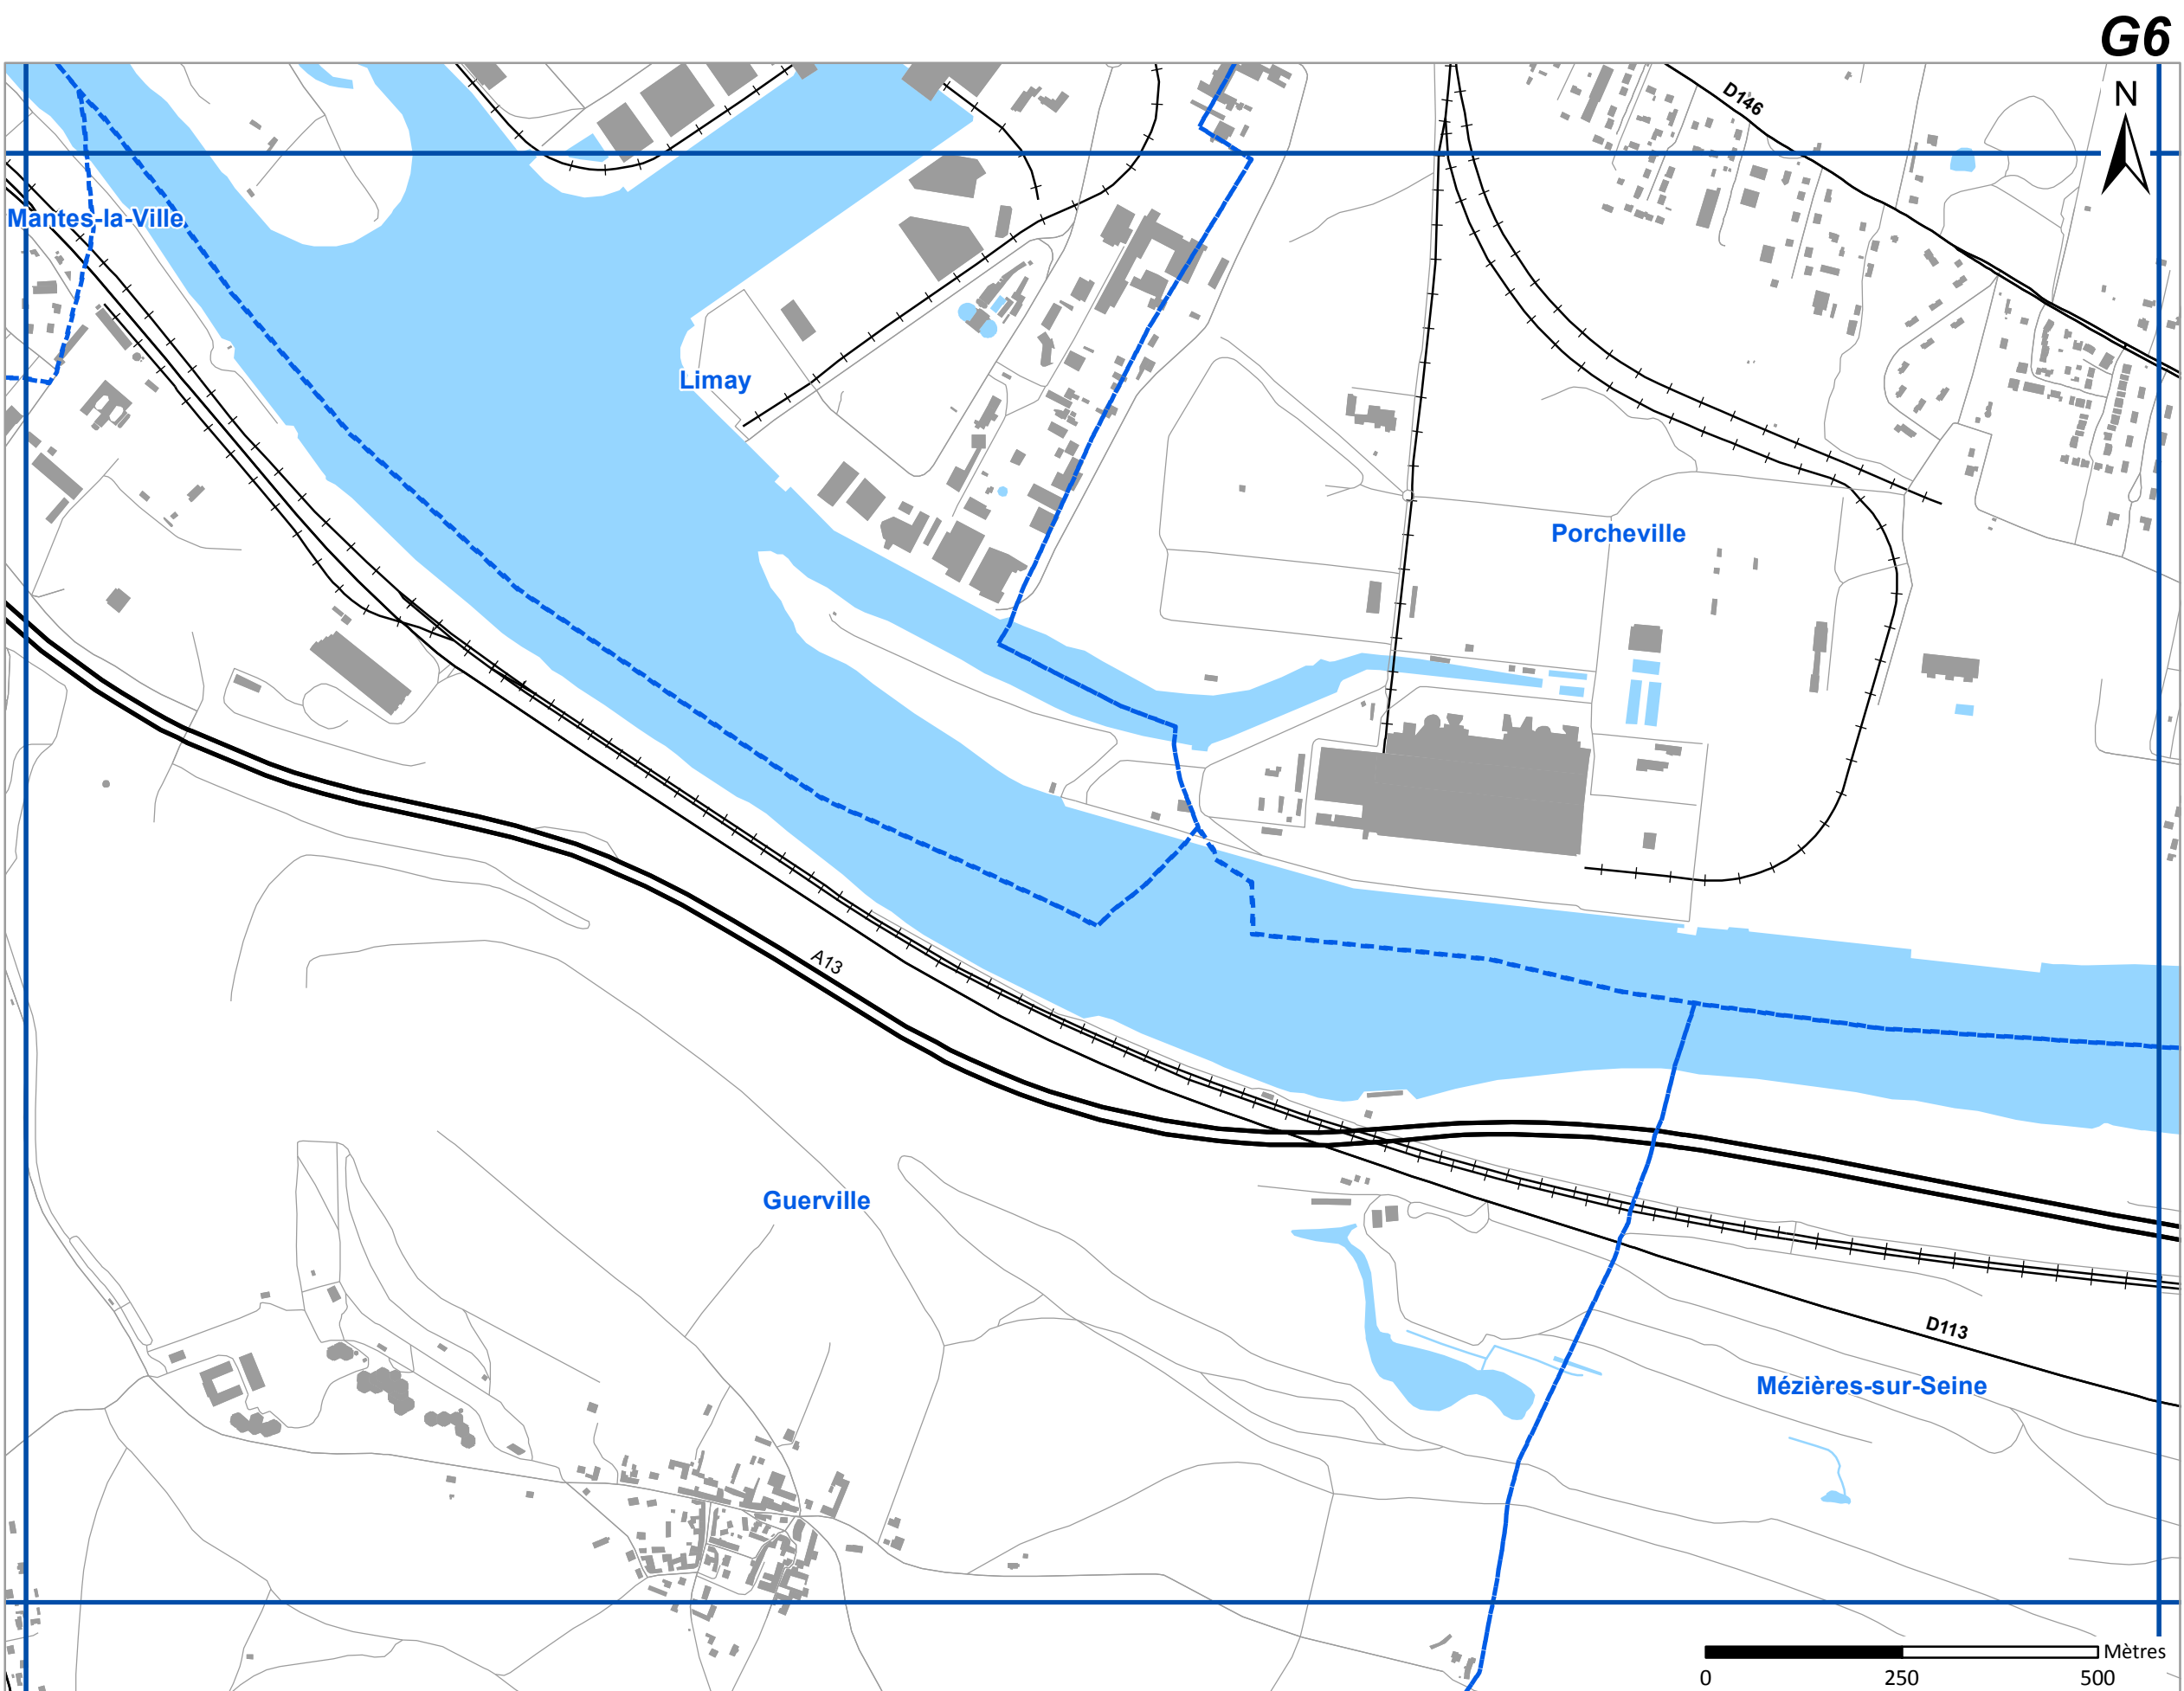 G6
N
D146
Mantes-la-Ville
Limay
Porcheville
A13
Guerville
D113
Mézières-sur-Seine
Mètres
0 250 500